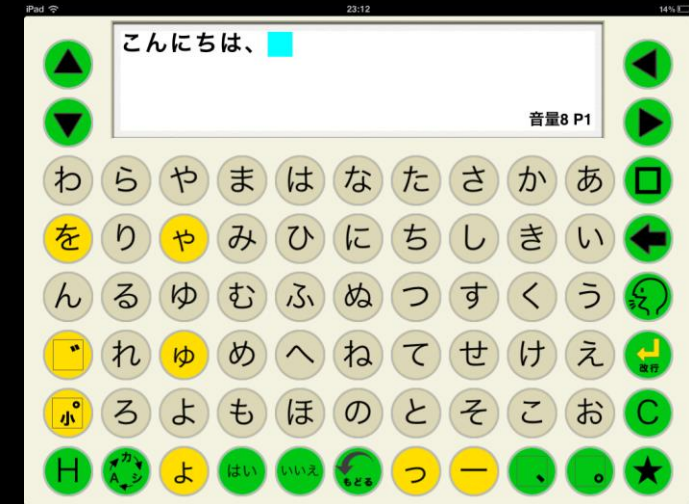 iPad 23:12 14%
こんにちは、
音量8 P1
わ ら や ま は な た さ か あ
を り ゃ み ひ に ち し き い
ん る ゆ む ふ ぬ つ す く う
゛ れ ゅ め へ ね て せ け え 改行
゜小 ろ よ も ほ の と そ こ お C
H カシA ょ はい いいえ もどる っ ー 、 。 ★